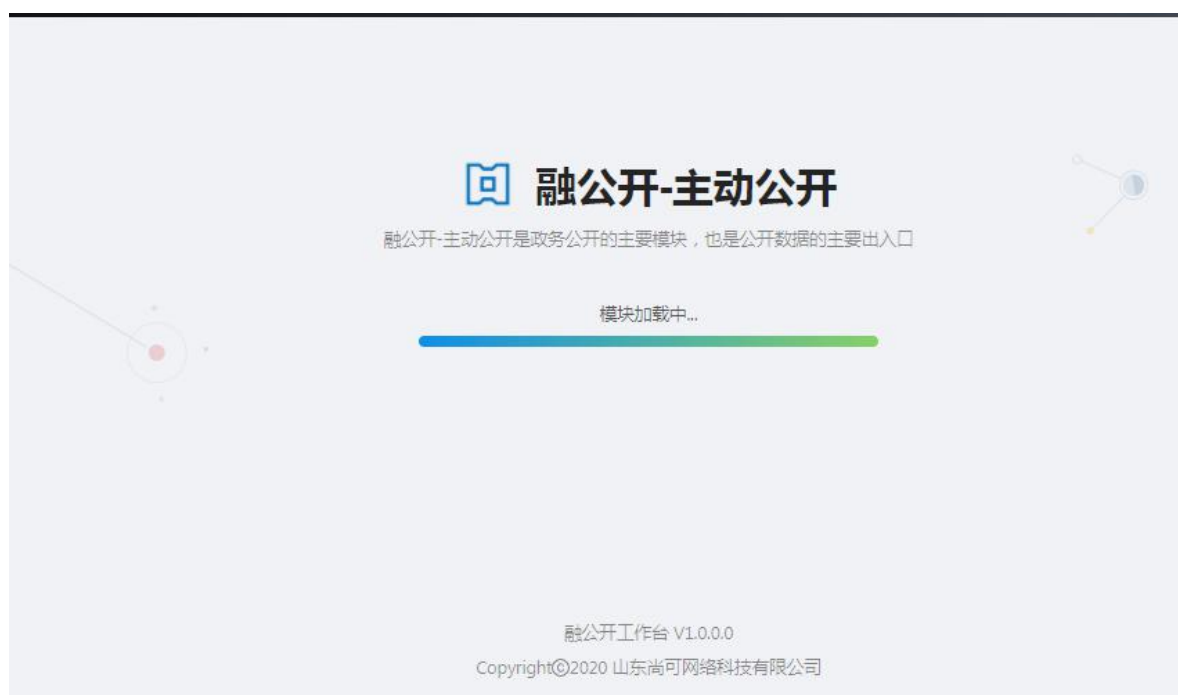 融公开-主动公开
融公开-主动公开是政务公开的主要模块，也是公开数据的主要出入口
模块加载中...
融公开工作台 V1.0.0.0
Copyright©2020 山东尚可网络科技有限公司